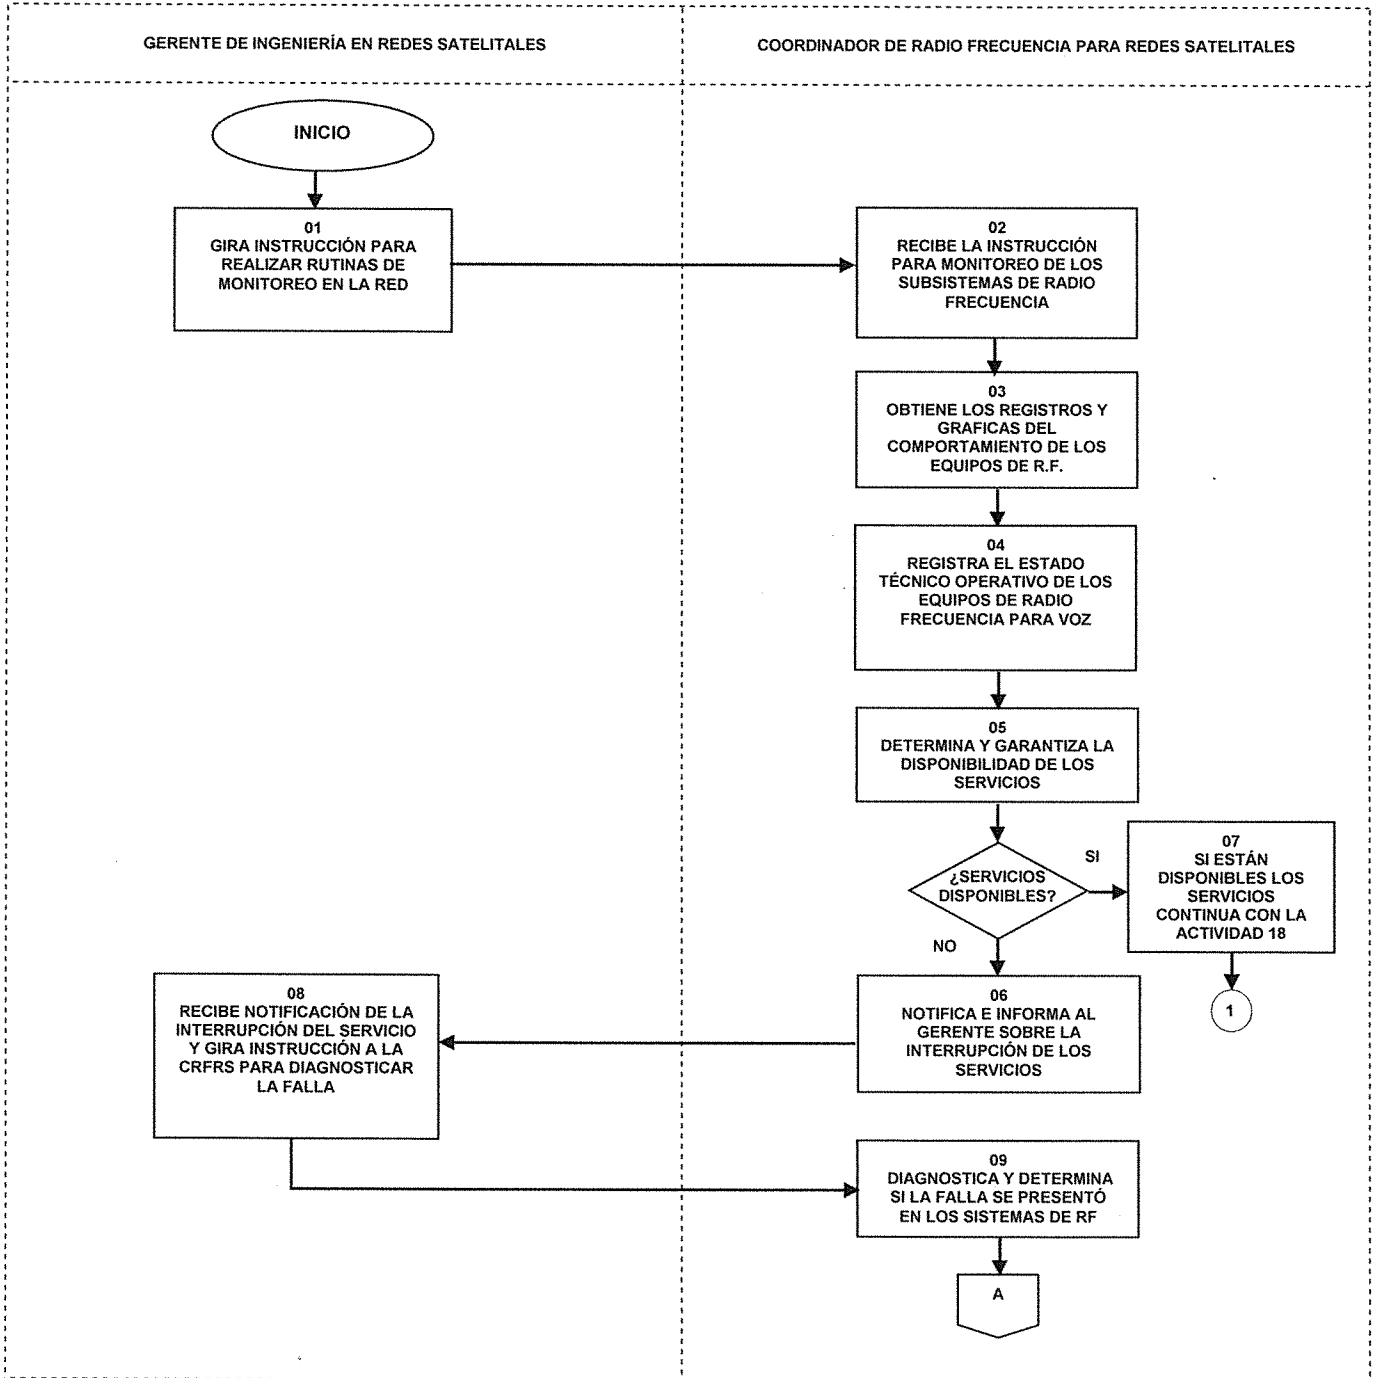 GERENTE DE INGENIERÍA EN REDES SATELITALES
COORDINADOR DE RADIO FRECUENCIA PARA REDES SATELITALES
INICIO
01
GIRA INSTRUCCIÓN PARA
REALIZAR RUTINAS DE
MONITOREO EN LA RED
02
RECIBE LA INSTRUCCIÓN
PARA MONITOREO DE LOS
SUBSISTEMAS DE RADIO
FRECUENCIA
03
OBTIENE LOS REGISTROS Y
GRAFICAS DEL
COMPORTAMIENTO DE LOS
EQUIPOS DE R.F.
04
REGISTRA EL ESTADO
TÉCNICO OPERATIVO DE LOS
EQUIPOS DE RADIO
FRECUENCIA PARA VOZ
05
DETERMINA Y GARANTIZA LA
DISPONIBILIDAD DE LOS
SERVICIOS
¿SERVICIOS
DISPONIBLES?
SI
07
SI ESTÁN
DISPONIBLES LOS
SERVICIOS
CONTINUA CON LA
ACTIVIDAD 18
1
NO
06
NOTIFICA E INFORMA AL
GERENTE SOBRE LA
INTERRUPCIÓN DE LOS
SERVICIOS
08
RECIBE NOTIFICACIÓN DE LA
INTERRUPCIÓN DEL SERVICIO
Y GIRA INSTRUCCIÓN A LA
CRFRS PARA DIAGNOSTICAR
LA FALLA
09
DIAGNOSTICA Y DETERMINA
SI LA FALLA SE PRESENTÓ
EN LOS SISTEMAS DE RF
A